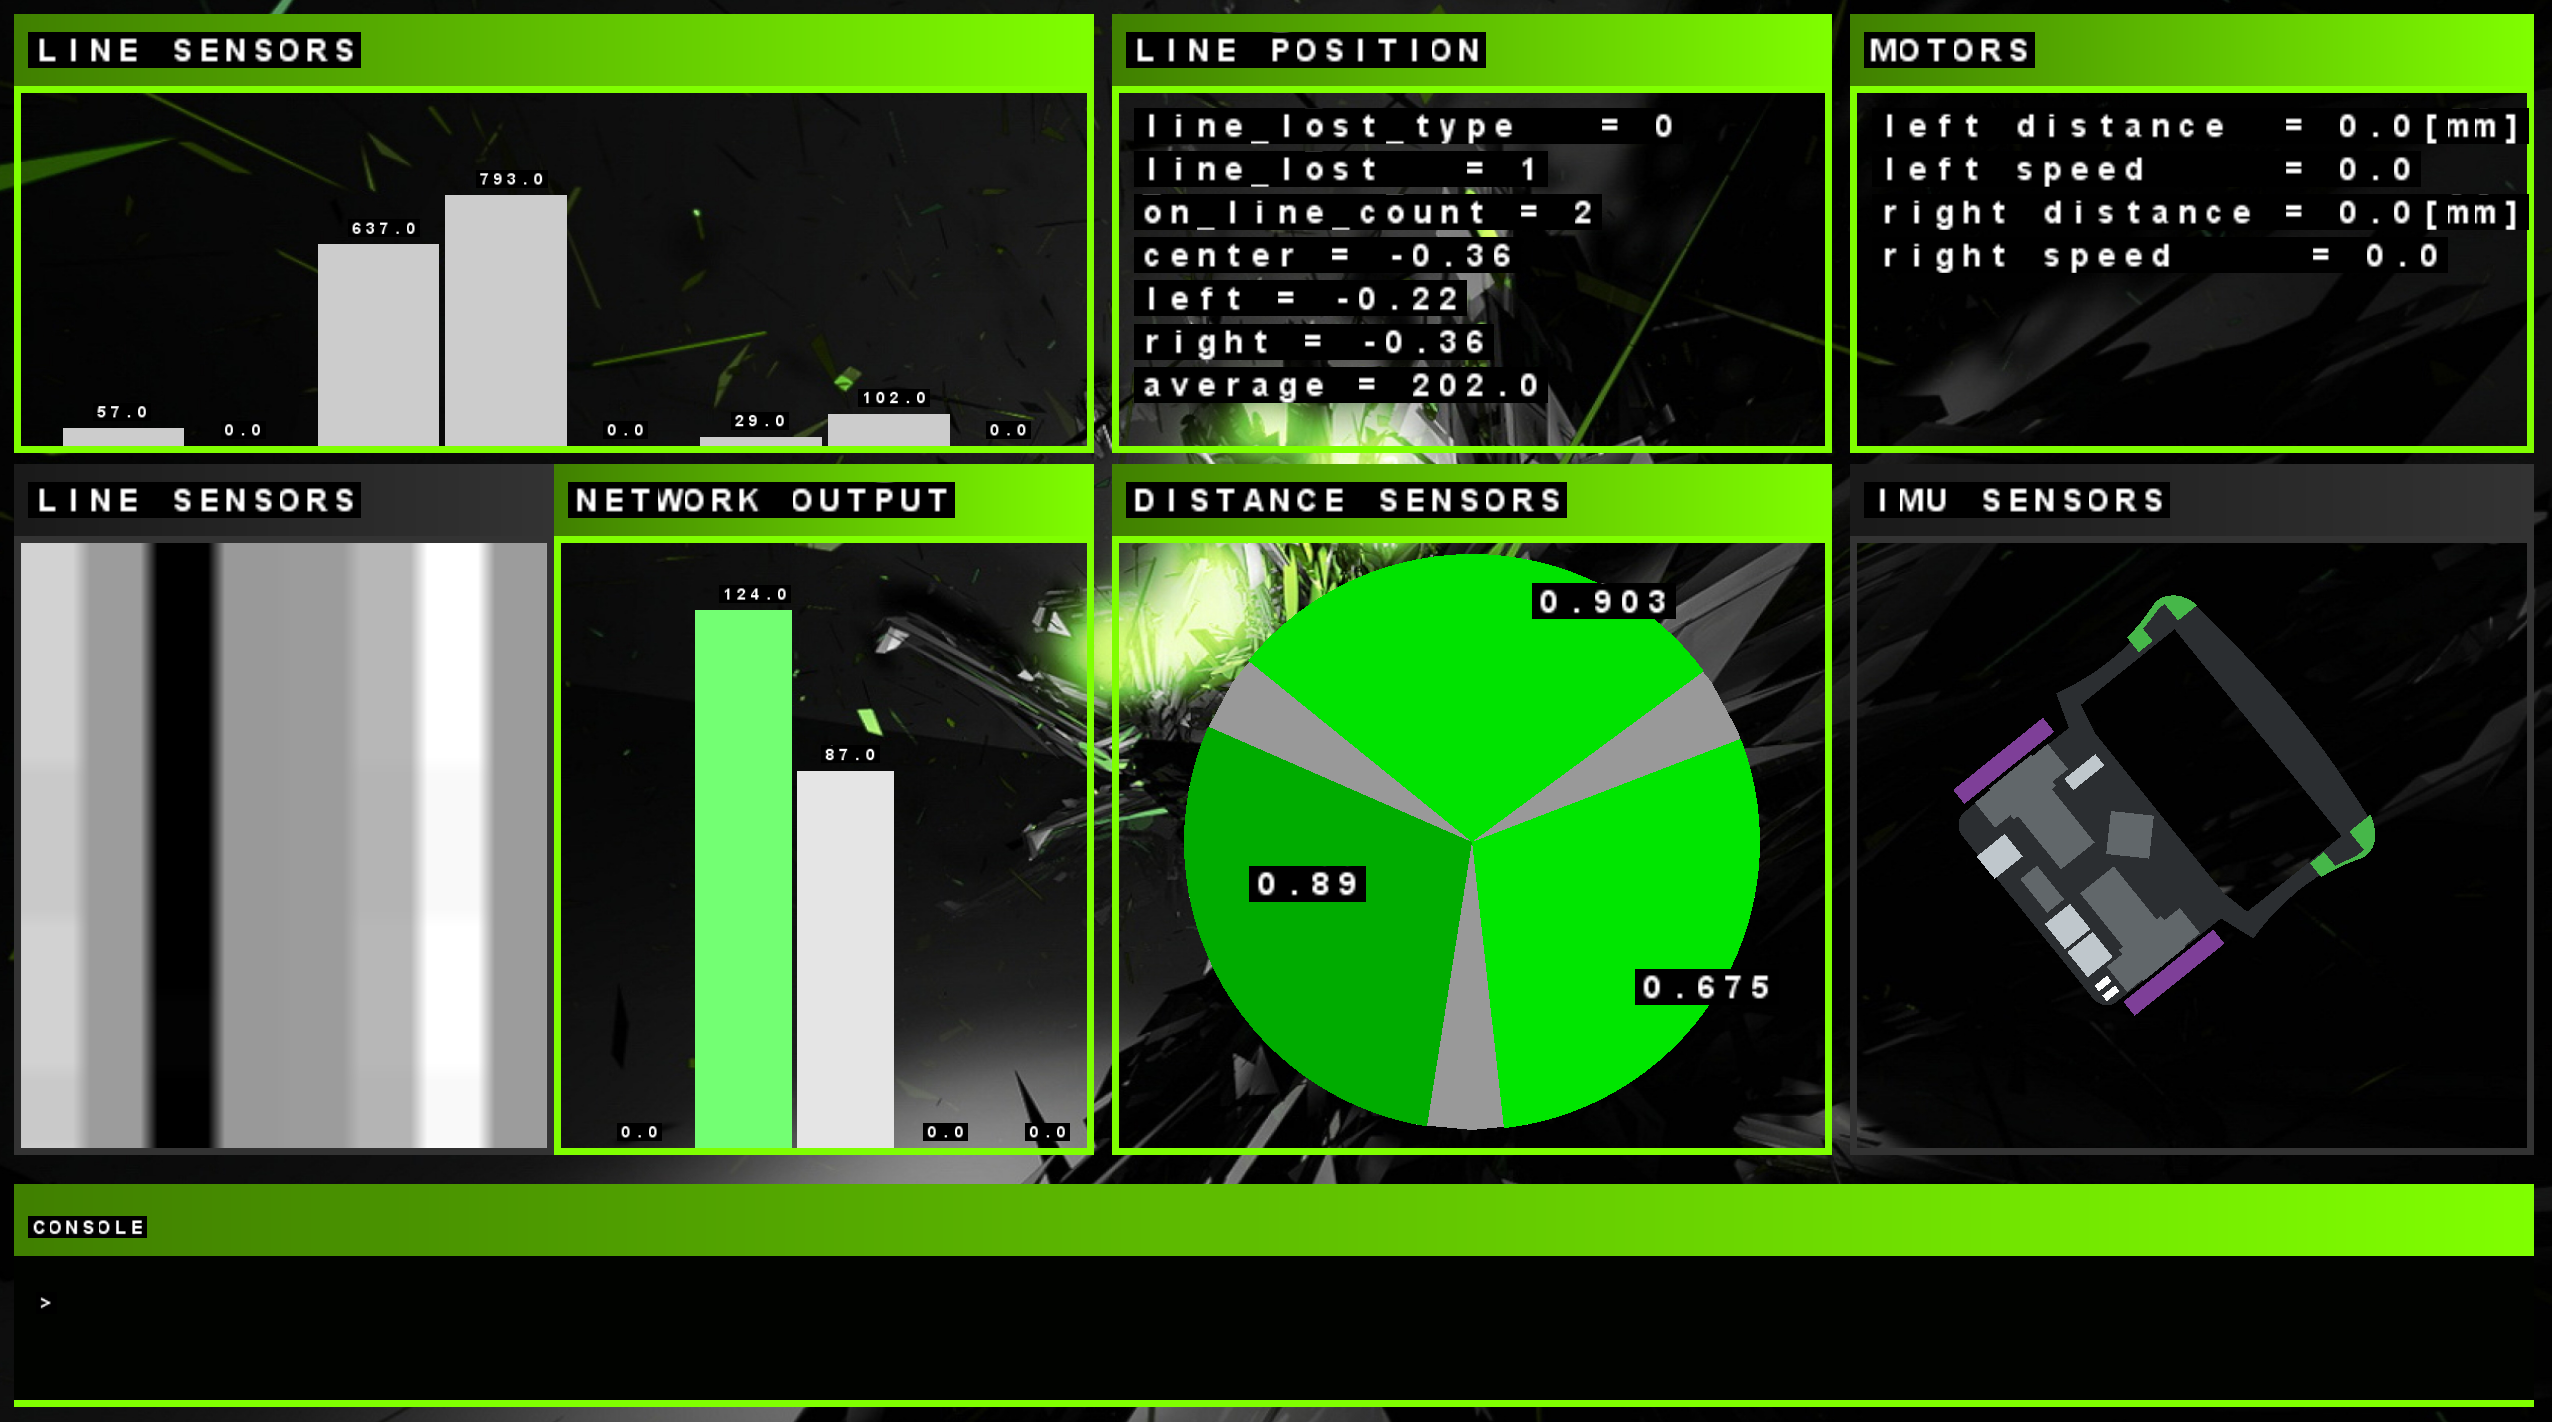 LINE SENSORS
793.0
637.0
57.0
0.0
0.0
29.0
102.0
0.0
LINE POSITION
line_lost_type = 0
line_lost = 1
on_line_count = 2
center = -0.36
left = -0.22
right = -0.36
average = 202.0
MOTORS
left distance = 0.0[mm]
left speed = 0.0
right distance = 0.0[mm]
right speed = 0.0
LINE SENSORS
NETWORK OUTPUT
124.0
87.0
0.0
0.0
0.0
DISTANCE SENSORS
0.903
0.89
0.675
IMU SENSORS
CONSOLE
>